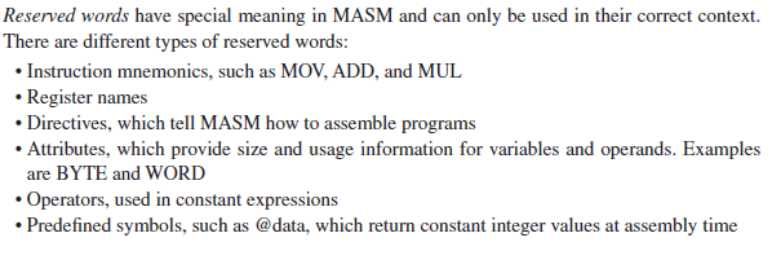 Reserved words have special meaning in MASM and can only be used in their correct context.
There are different types of reserved words:
• Instruction mnemonics, such as MOV, ADD, and MUL
• Register names
• Directives, which tell MASM how to assemble programs
• Attributes, which provide size and usage information for variables and operands. Examples
are BYTE and WORD
• Operators, used in constant expressions
• Predefined symbols, such as @data, which return constant integer values at assembly time